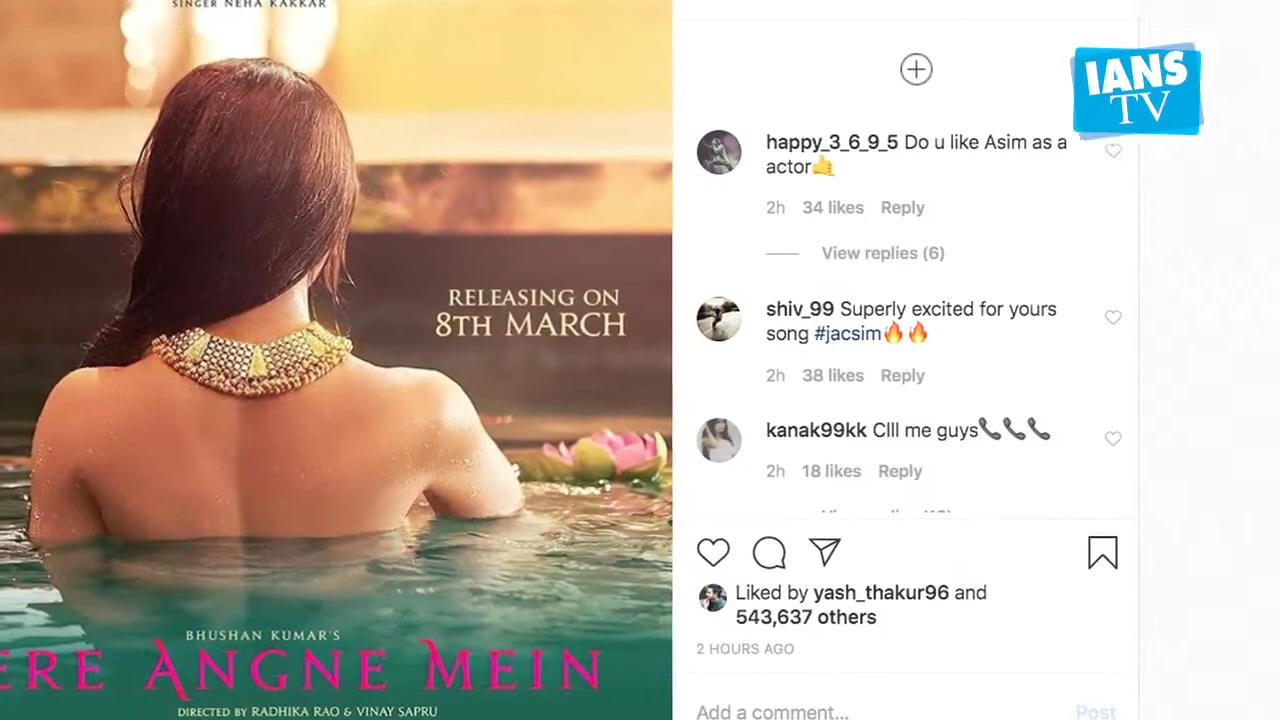 SINGER NEHA KAKKAR
RELEASING ON
8TH MARCH
BHUSHAN KUMAR'S
ERE ANGNE MEIN
DIRECTED BY RADHIKA RAO & VINAY SAPRU
IANS
TV
happy_3_6_9_5 Do you like Asim as a
actor🤙
2h 34 likes Reply
View replies (6)
shiv_99 Superly excited for yours
song #jacsim🔥🔥
2h 38 likes Reply
kanak99kk Clll me guys📞📞📞
2h 18 likes Reply
Liked by yash_thakur96 and
543,637 others
2 HOURS AGO
Add a comment... Post